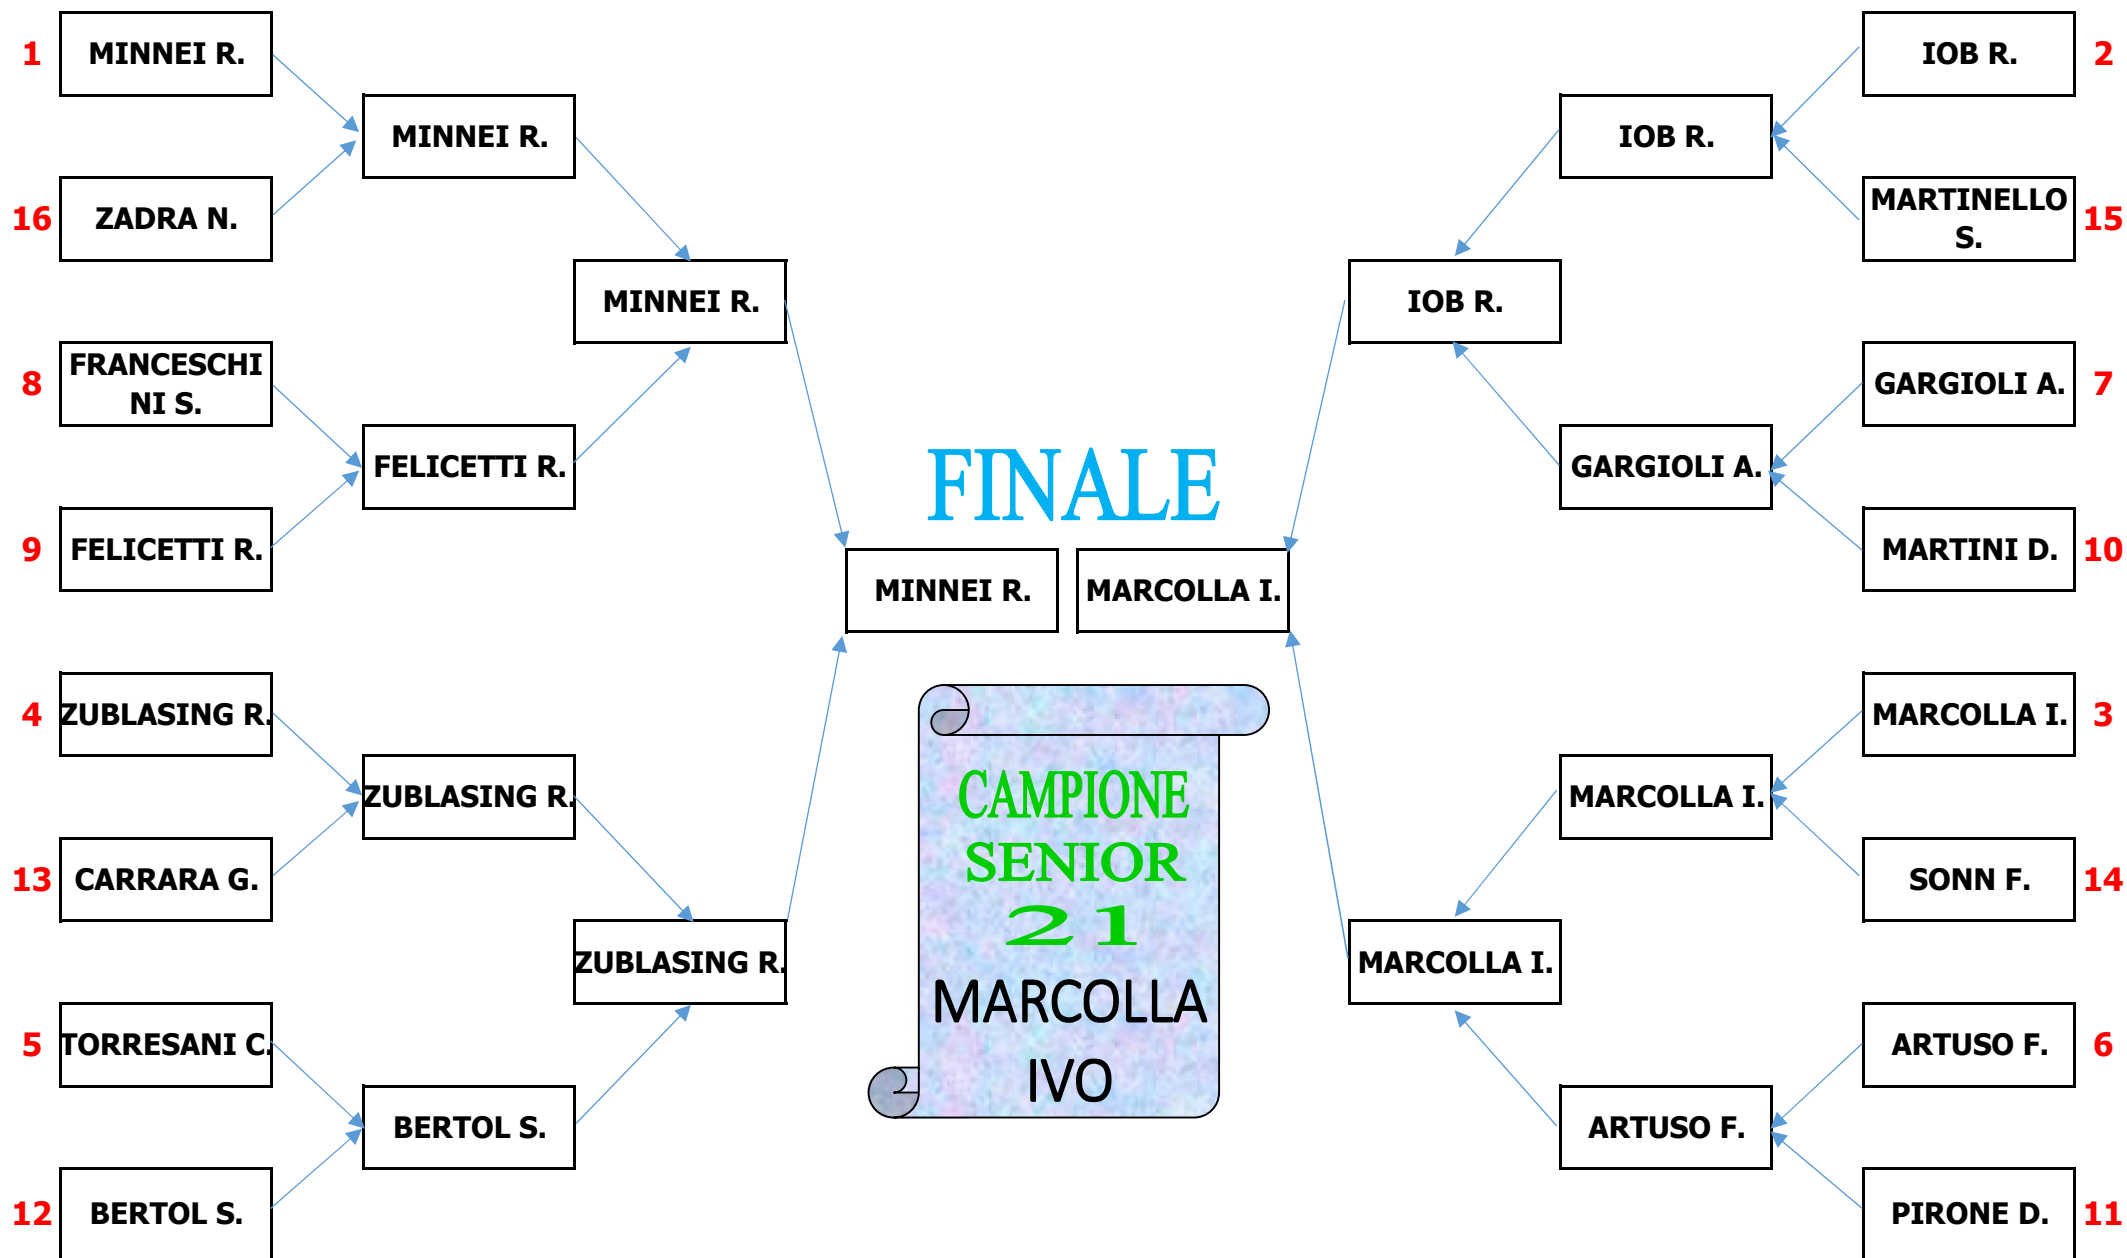 1
MINNEI R.
IOB R.
2
MINNEI R.
IOB R.
16
ZADRA N.
MARTINELLO
S.
15
MINNEI R.
IOB R.
8
FRANCESCHI
NI S.
GARGIOLI A.
7
FELICETTI R.
FINALE
GARGIOLI A.
9
FELICETTI R.
MARTINI D.
10
MINNEI R.
MARCOLLA I.
4
ZUBLASING R.
MARCOLLA I.
3
ZUBLASING R.
CAMPIONE
SENIOR
21
MARCOLLA
IVO
MARCOLLA I.
13
CARRARA G.
SONN F.
14
ZUBLASING R.
MARCOLLA I.
5
TORRESANI C.
ARTUSO F.
6
BERTOL S.
ARTUSO F.
12
BERTOL S.
PIRONE D.
11